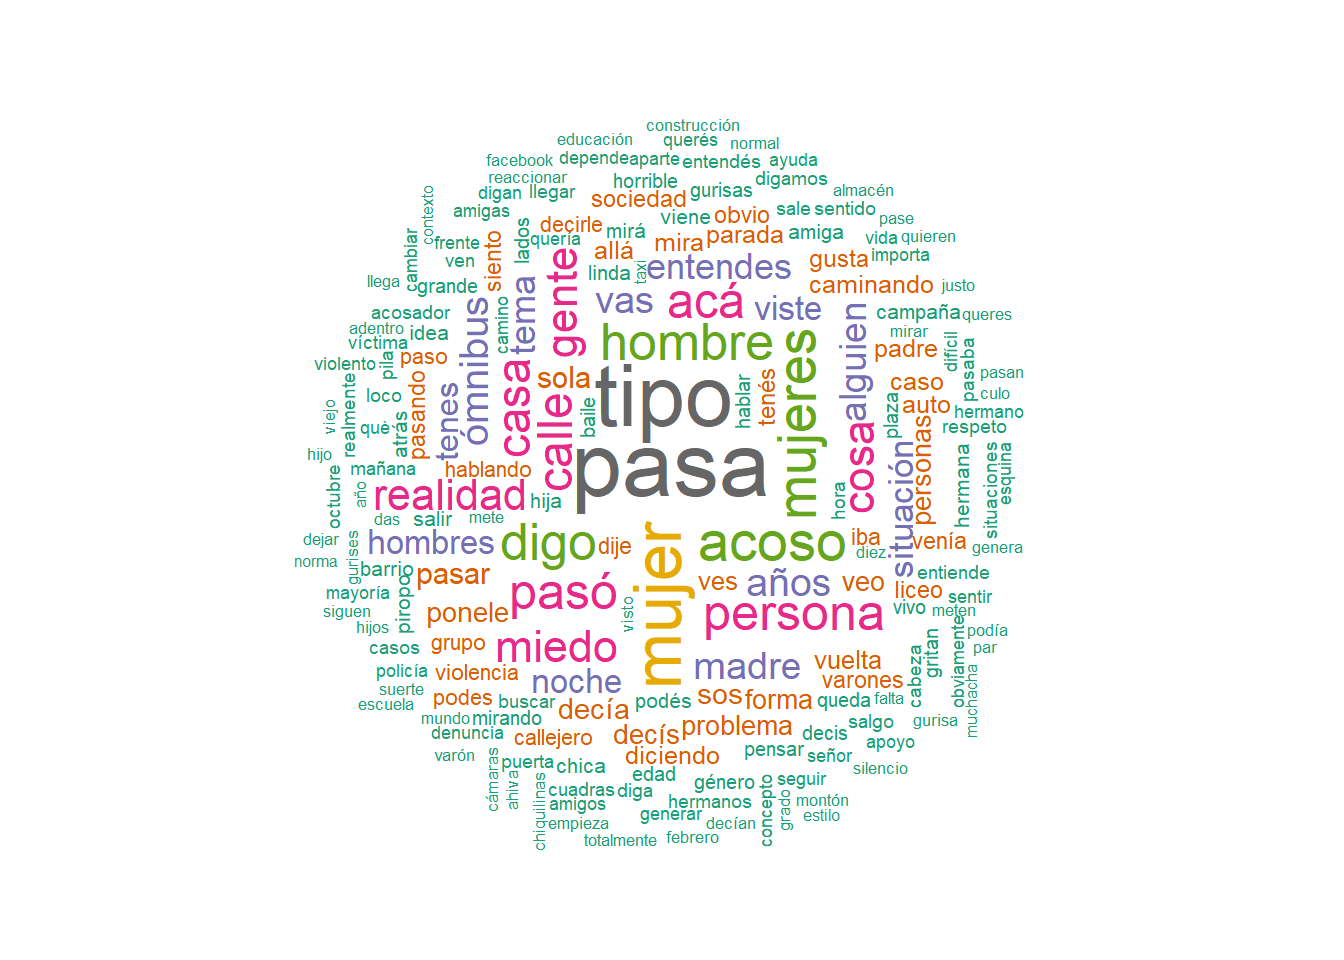 construcción
educación
querés
normal
facebook
depende
aparte
entendés
ayuda
reaccionar
horrible
gurisas
digamos
almacén
contexto
digan
llegar
sociedad
sale
sentido
amigas
decirle
viene
obvio
pase
cambiar
frente
lados
quería
mirá
allá
mira
parada
amiga
vida
quieren
ven
siento
gente
linda
taxi
entendes
gusta
importa
llega
grande
tema
vas
acá
viste
caminando
justo
acosador
ómnibus
camino
hombre
alguien
campaña
queres
adentro
idea
mirar
víctima
pila
paso
casa
mujeres
padre
difícil
pasaba
violento
sola
tipo
hablar
tenés
caso
pasan
culo
realmente
loco
pasando
tenes
calle
baile
plaza
auto
hermano
viejo
què
atrás
cosa
personas
respeto
hijo
mañana
hablando
pasa
situación
hermana
situaciones
esquina
octubre
año
realidad
hija
hora
das
salir
mete
dejar
gurises
hombres
digo
dije
mujer
acoso
iba
diez
venía
genera
norma
barrio
pasar
ves
años
veo
entiende
mayoría
piropo
pasó
liceo
sentir
siguen
ponele
visto
persona
vivo
meten
hijos
podía
casos
grupo
miedo
gritan
obviamente
par
policía
violencia
noche
madre
vuelta
varones
cabeza
muchacha
suerte
escuela
podes
buscar
decía
podés
sos
forma
queda
falta
mundo
mirando
denuncia
callejero
decís
problema
decis
salgo
gurisa
varón
diciendo
pensar
señor
apoyo
puerta
chica
silencio
cámaras
ahiva
chiquilinas
edad
género
seguir
cuadras
diga
amigos
hermanos
concepto
grado
montón
empieza
generar
decían
estilo
totalmente
febrero